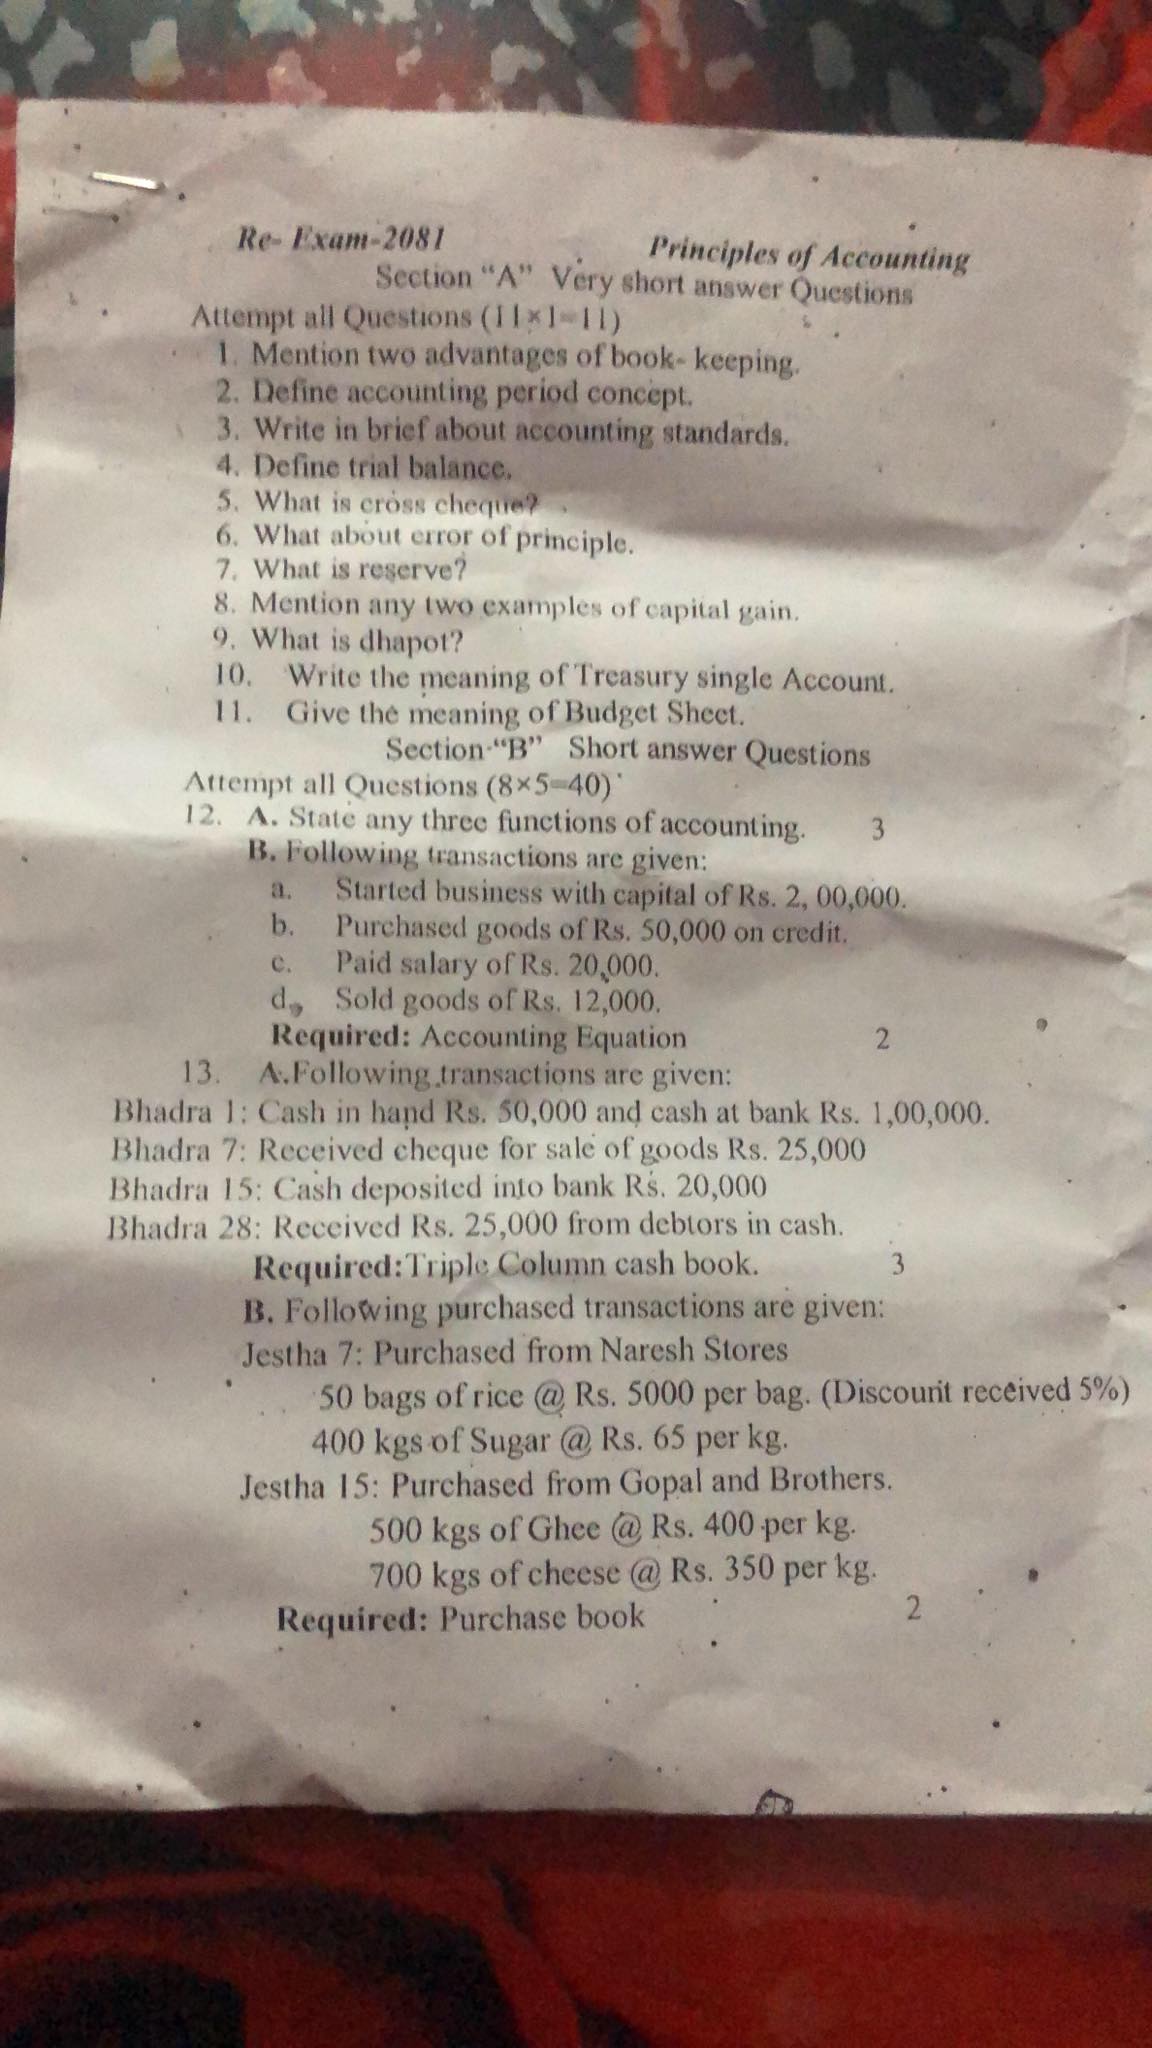 Re- Exam-2081 Principles of Accounting
Section "A" Very short answer Questions
Attempt all Questions (11×1=11)
1. Mention two advantages of book- keeping.
2. Define accounting period concept.
3. Write in brief about accounting standards.
4. Define trial balance.
5. What is cross cheque?
6. What about error of principle.
7. What is reserve?
8. Mention any two examples of capital gain.
9. What is dhapot?
10. Write the meaning of Treasury single Account.
11. Give the meaning of Budget Sheet.
Section-"B" Short answer Questions
Attempt all Questions (8×5=40)
12. A. State any three functions of accounting. 3
B. Following transactions are given:
a. Started business with capital of Rs. 2, 00,000.
b. Purchased goods of Rs. 50,000 on credit.
c. Paid salary of Rs. 20,000.
d. Sold goods of Rs. 12,000.
Required: Accounting Equation 2
13. A.Following transactions are given:
Bhadra 1: Cash in hand Rs. 50,000 and cash at bank Rs. 1,00,000.
Bhadra 7: Received cheque for sale of goods Rs. 25,000
Bhadra 15: Cash deposited into bank Rs. 20,000
Bhadra 28: Received Rs. 25,000 from debtors in cash.
Required:Triple Column cash book. 3
B. Following purchased transactions are given:
Jestha 7: Purchased from Naresh Stores
50 bags of rice @ Rs. 5000 per bag. (Discount received 5%)
400 kgs of Sugar @ Rs. 65 per kg.
Jestha 15: Purchased from Gopal and Brothers.
500 kgs of Ghee @ Rs. 400 per kg.
700 kgs of cheese @ Rs. 350 per kg.
Required: Purchase book 2